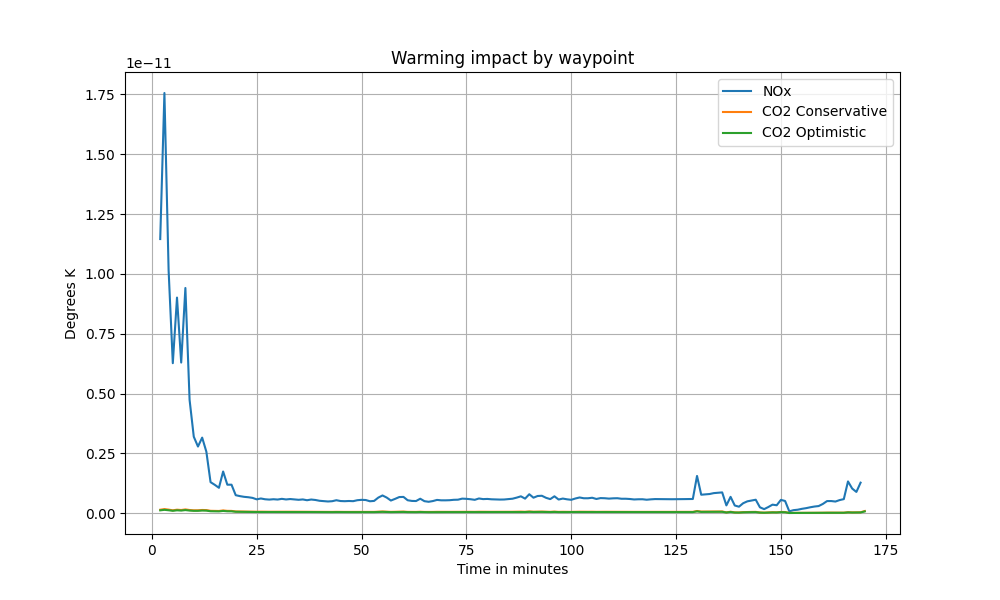 Warming impact by waypoint
1e−11
1.75
1.50
1.25
1.00
0.75
0.50
0.25
0.00
Degrees K
NOx
CO2 Conservative
CO2 Optimistic
0 25 50 75 100 125 150 175
Time in minutes